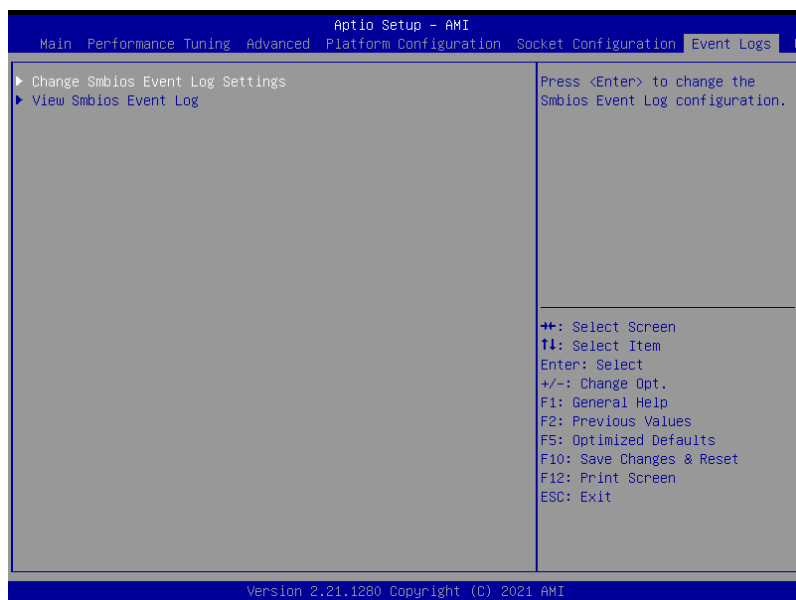 Aptio Setup – AMI
Main Performance Tuning Advanced Platform Configuration Socket Configuration Event Logs
▶ Change Smbios Event Log Settings
▶ View Smbios Event Log
Press <Enter> to change the
Smbios Event Log configuration.
→←: Select Screen
↑↓: Select Item
Enter: Select
+/-: Change Opt.
F1: General Help
F2: Previous Values
F5: Optimized Defaults
F10: Save Changes & Reset
F12: Print Screen
ESC: Exit
Version 2.21.1280 Copyright (C) 2021 AMI